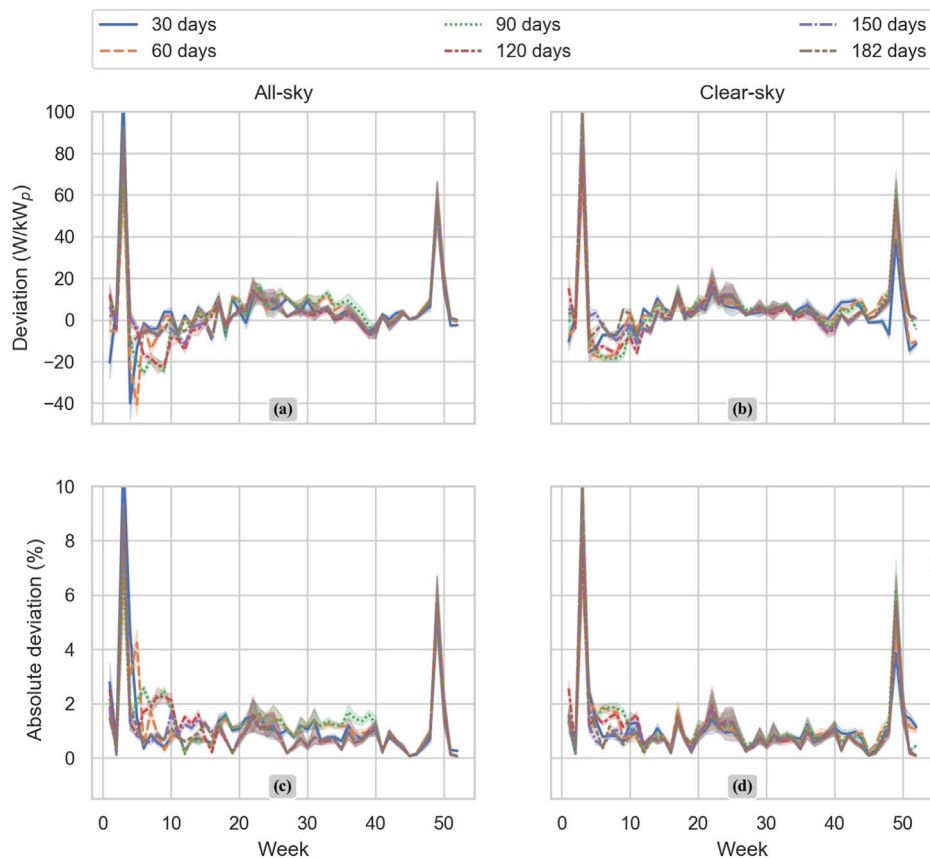 30 days 90 days 150 days
60 days 120 days 182 days
All-sky Clear-sky
Deviation (W/kWp)
100
80
60
40
20
0
−20
−40
(a) (b)
Absolute deviation (%)
10
8
6
4
2
0
(c) (d)
0 10 20 30 40 50 0 10 20 30 40 50
Week Week